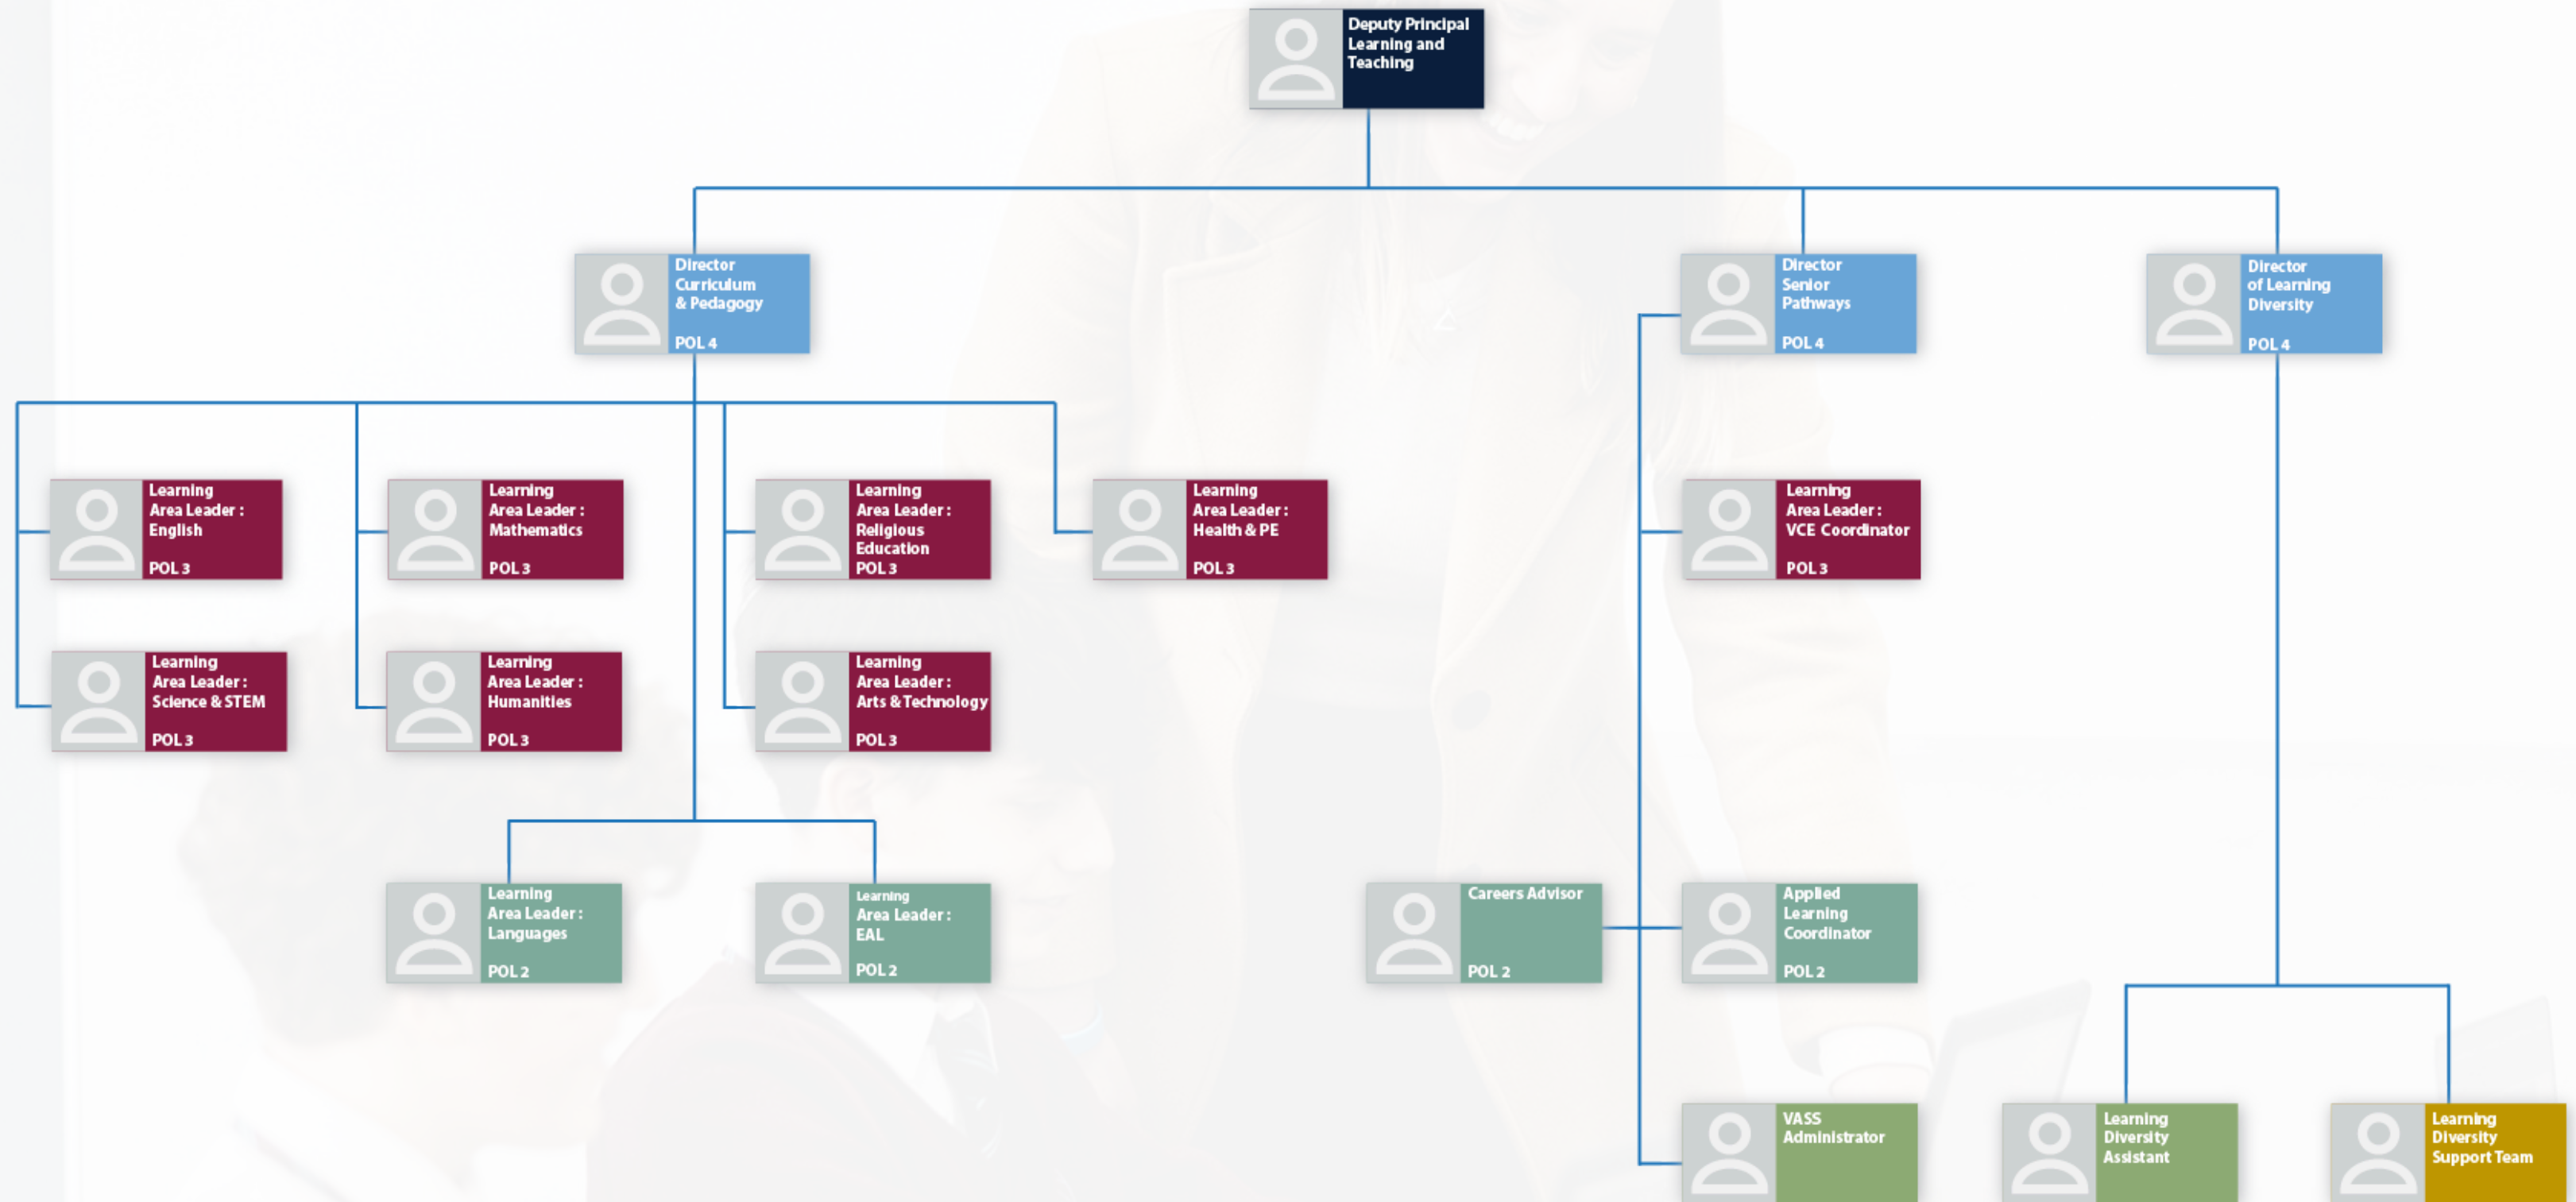 Deputy Principal
Learning and
Teaching
Director
Curriculum
& Pedagogy
POL 4
Director
Senior
Pathways
POL 4
Director
of Learning
Diversity
POL 4
Learning
Area Leader :
English
POL 3
Learning
Area Leader :
Mathematics
POL 3
Learning
Area Leader :
Religious
Education
POL 3
Learning
Area Leader :
Health & PE
POL 3
Learning
Area Leader :
VCE Coordinator
POL 3
Learning
Area Leader :
Science & STEM
POL 3
Learning
Area Leader :
Humanities
POL 3
Learning
Area Leader :
Arts & Technology
POL 3
Learning
Area Leader :
Languages
POL 2
Learning
Area Leader :
EAL
POL 2
Careers Advisor
POL 2
Applied
Learning
Coordinator
POL 2
VASS
Administrator
Learning
Diversity
Assistant
Learning
Diversity
Support Team